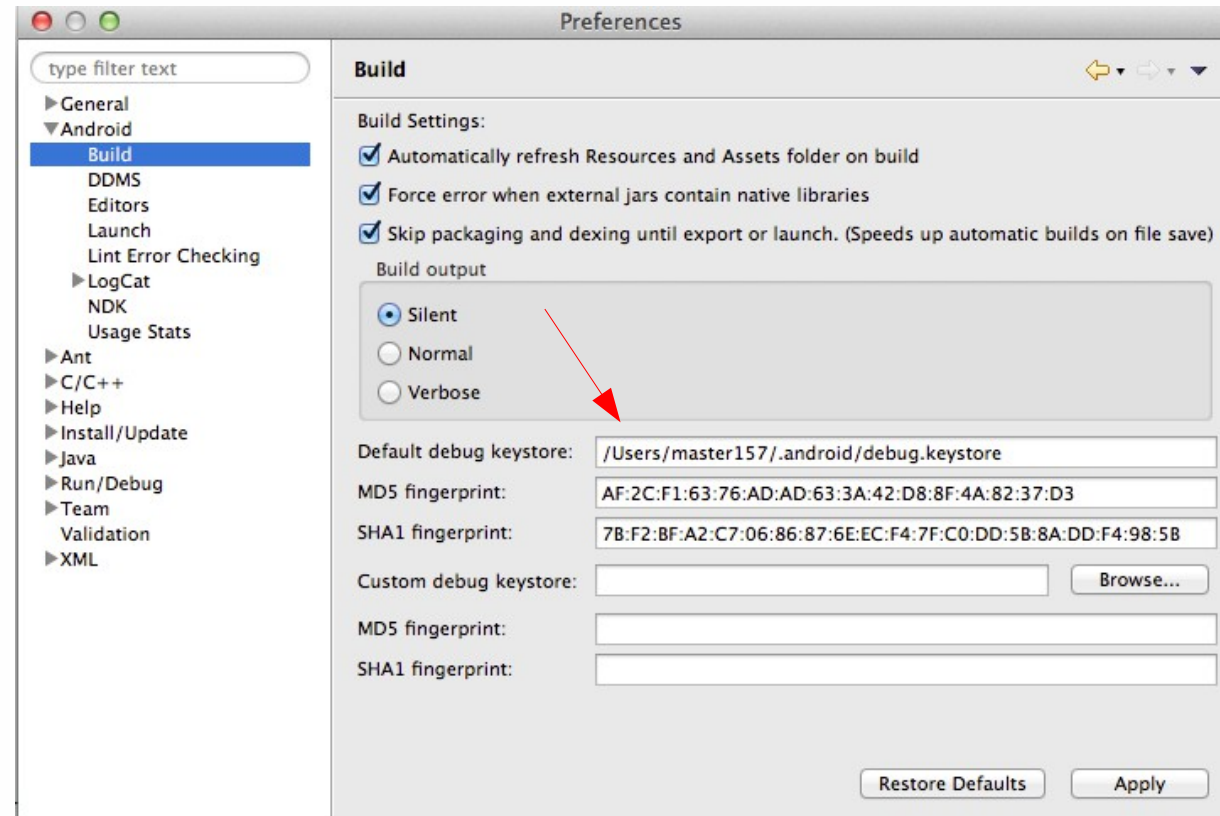 Preferences
type filter text
General
Android
Build
DDMS
Editors
Launch
Lint Error Checking
LogCat
NDK
Usage Stats
Ant
C/C++
Help
Install/Update
Java
Run/Debug
Team
Validation
XML
Build
Build Settings:
Automatically refresh Resources and Assets folder on build
Force error when external jars contain native libraries
Skip packaging and dexing until export or launch. (Speeds up automatic builds on file save)
Build output
Silent
Normal
Verbose
Default debug keystore: /Users/master157/.android/debug.keystore
MD5 fingerprint: AF:2C:F1:63:76:AD:AD:63:3A:42:D8:8F:4A:82:37:D3
SHA1 fingerprint: 7B:F2:BF:A2:C7:06:86:87:6E:EC:F4:7F:C0:DD:5B:8A:DD:F4:98:5B
Custom debug keystore: Browse...
MD5 fingerprint:
SHA1 fingerprint:
Restore Defaults Apply